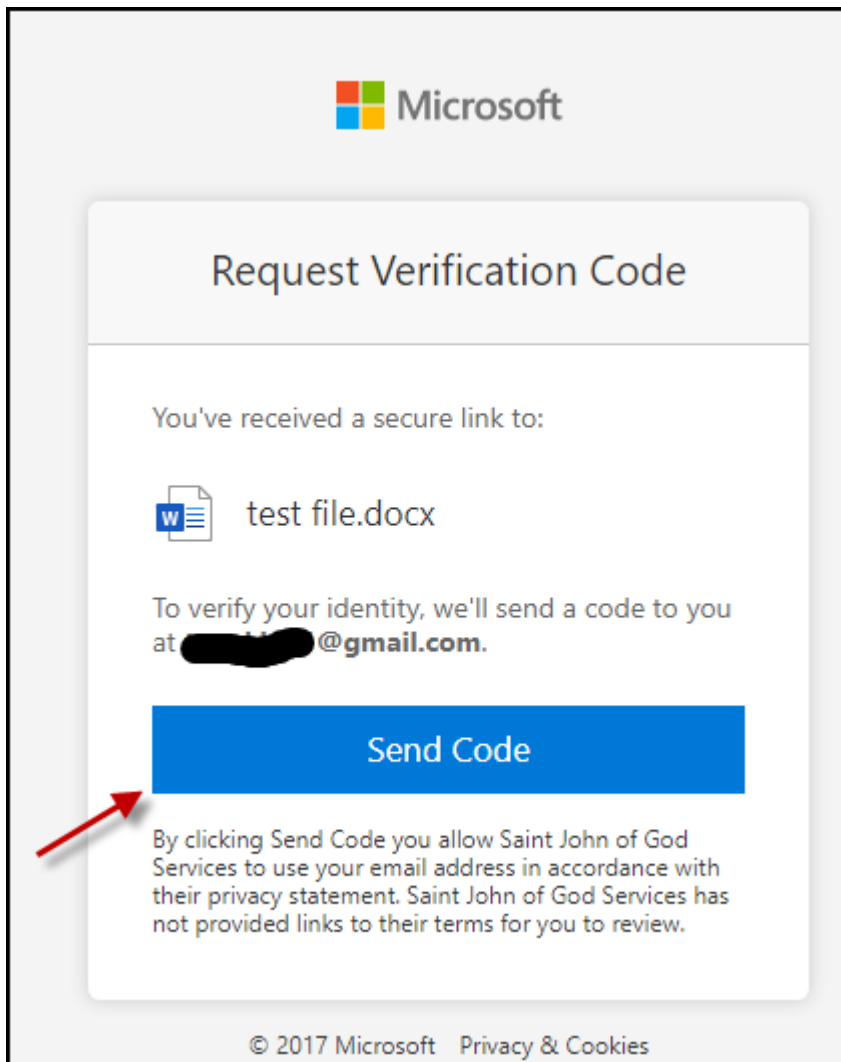 Microsoft
Request Verification Code
You've received a secure link to:
W
test file.docx
To verify your identity, we'll send a code to you
at @gmail.com.
Send Code
By clicking Send Code you allow Saint John of God
Services to use your email address in accordance with
their privacy statement. Saint John of God Services has
not provided links to their terms for you to review.
© 2017 Microsoft Privacy & Cookies